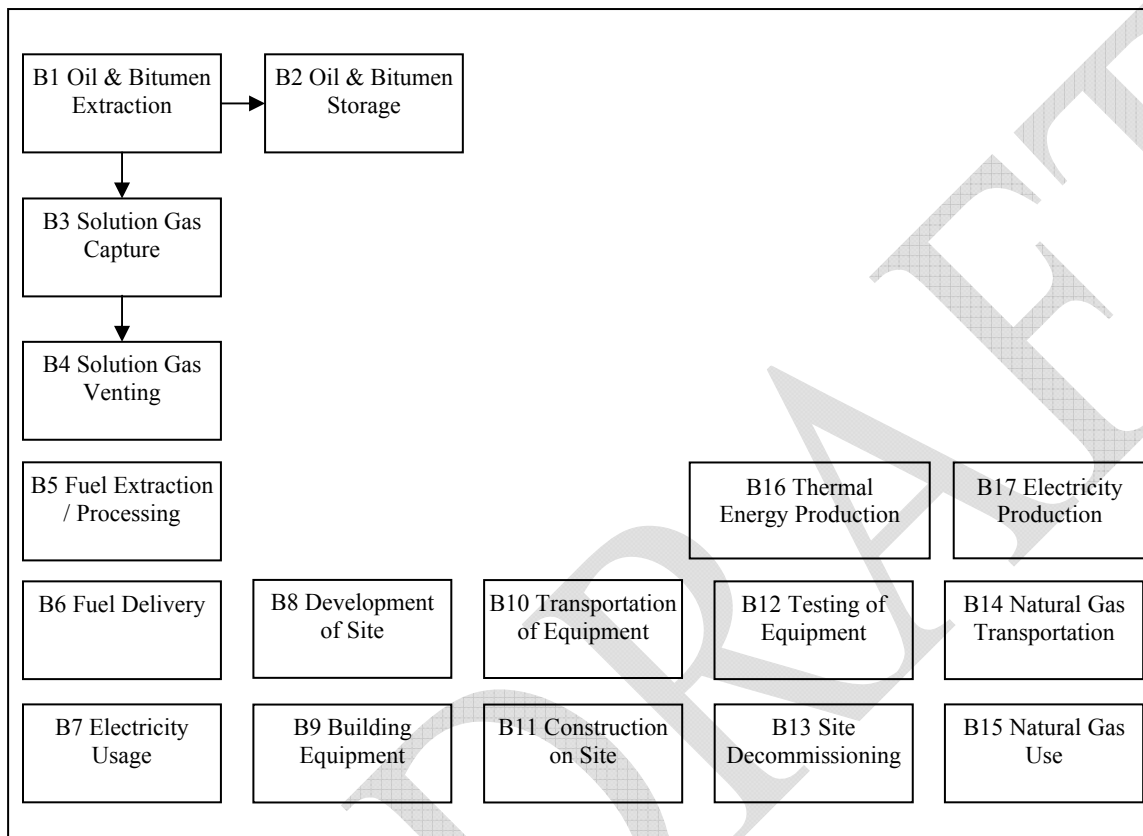 B1 Oil & Bitumen
Extraction
B2 Oil & Bitumen
Storage
B3 Solution Gas
Capture
B4 Solution Gas
Venting
B5 Fuel Extraction
/ Processing
B16 Thermal
Energy Production
B17 Electricity
Production
B6 Fuel Delivery
B8 Development
of Site
B10 Transportation
of Equipment
B12 Testing of
Equipment
B14 Natural Gas
Transportation
B7 Electricity
Usage
B9 Building
Equipment
B11 Construction
on Site
B13 Site
Decommissioning
B15 Natural Gas
Use
DRAFT